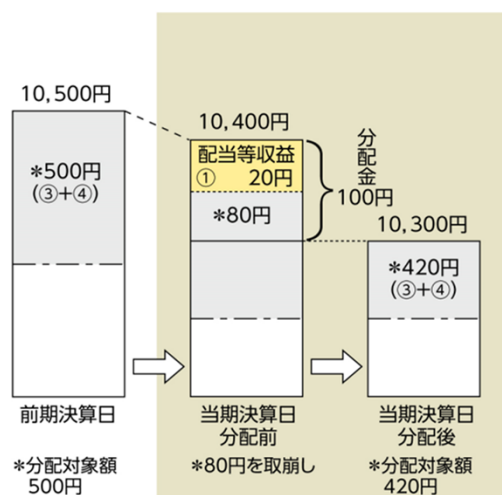 10,500円
*500円
(③+④)
前期決算日
*分配対象額
500円
10,400円
配当等収益
① 20円
*80円
分配金
100円
当期決算日
分配前
*80円を取崩し
10,300円
*420円
(③+④)
当期決算日
分配後
*分配対象額
420円